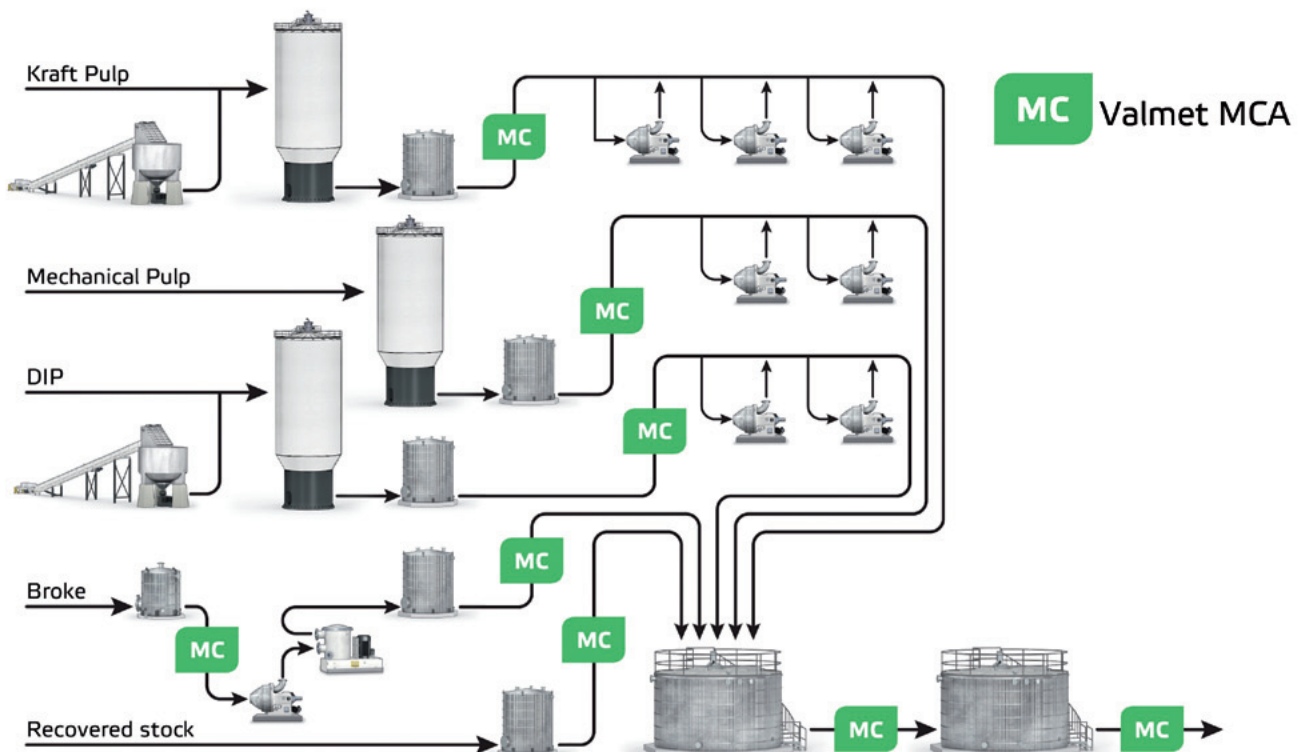 Kraft Pulp
MC
MC Valmet MCA
Mechanical Pulp
MC
DIP
MC
MC
Broke
MC
MC
Recovered stock
MC
MC